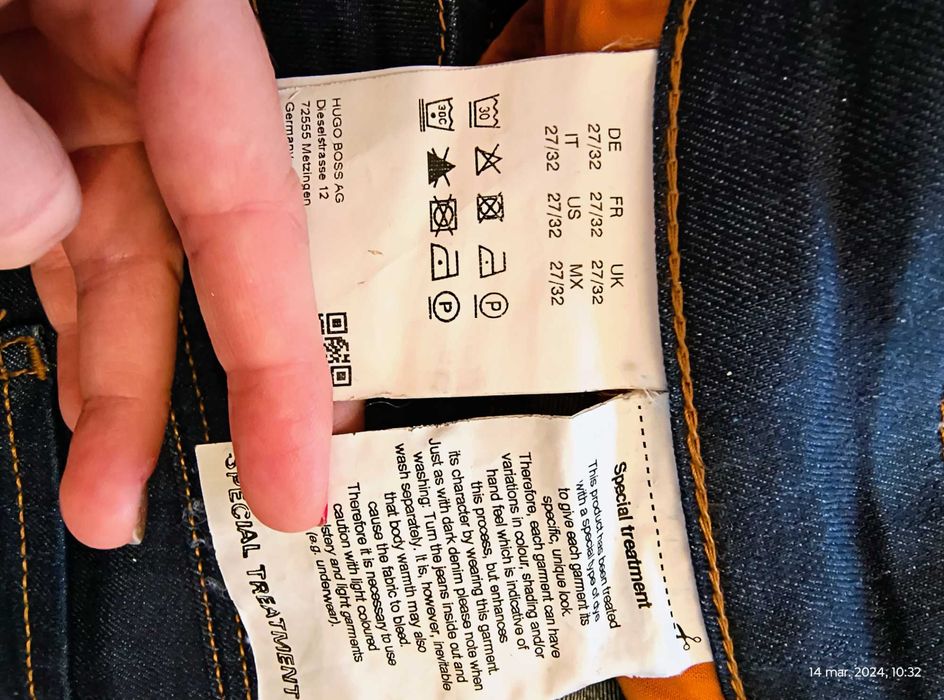 DE FR UK
27/32 27/32 27/32
IT US MX
27/32 27/32 27/32
30
30C
P
P
HUGO BOSS AG
Dieselstrasse 12
72555 Metzingen
Germany
Special treatment
This product has been treated
with a special type of dye
to give each garment its
specific, unique look.
Therefore, each garment can have
variations in colour, shading and/or
hand feel which is indicative of
this process, but enhances
its character by wearing this garment.
Just as with dark denim please note when
washing: Turn the jeans inside out and
wash separately. It is, however, inevitable
that body warmth may also
cause the fabric to bleed.
Therefore it is necessary to use
caution with light coloured
and light garments
(e.g. underwear).
SPECIAL TREATMENT
14 mar. 2024, 10:32